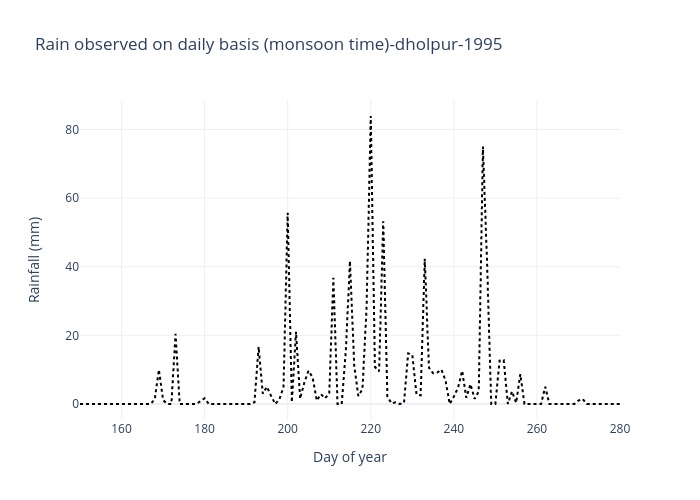 Rain observed on daily basis (monsoon time)-dholpur-1995
80
60
40
20
0
Rainfall (mm)
160 180 200 220 240 260 280
Day of year